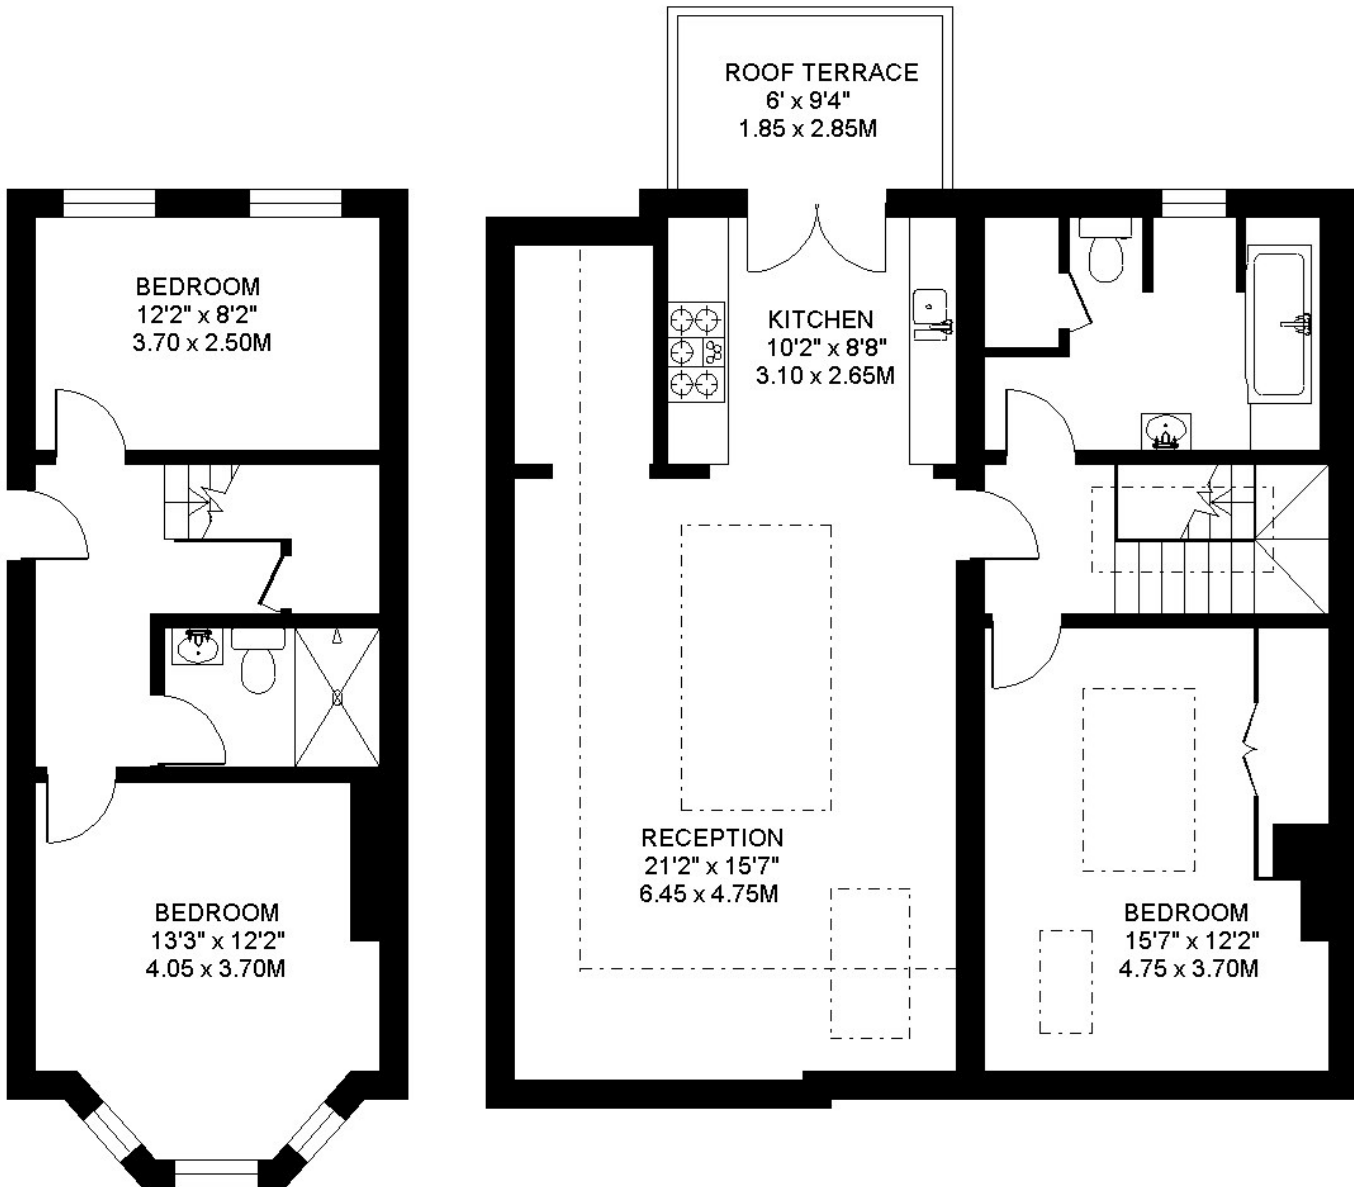 ROOF TERRACE
6' x 9'4"
1.85 x 2.85M
BEDROOM
12'2" x 8'2"
3.70 x 2.50M
KITCHEN
10'2" x 8'8"
3.10 x 2.65M
RECEPTION
21'2" x 15'7"
6.45 x 4.75M
BEDROOM
13'3" x 12'2"
4.05 x 3.70M
BEDROOM
15'7" x 12'2"
4.75 x 3.70M